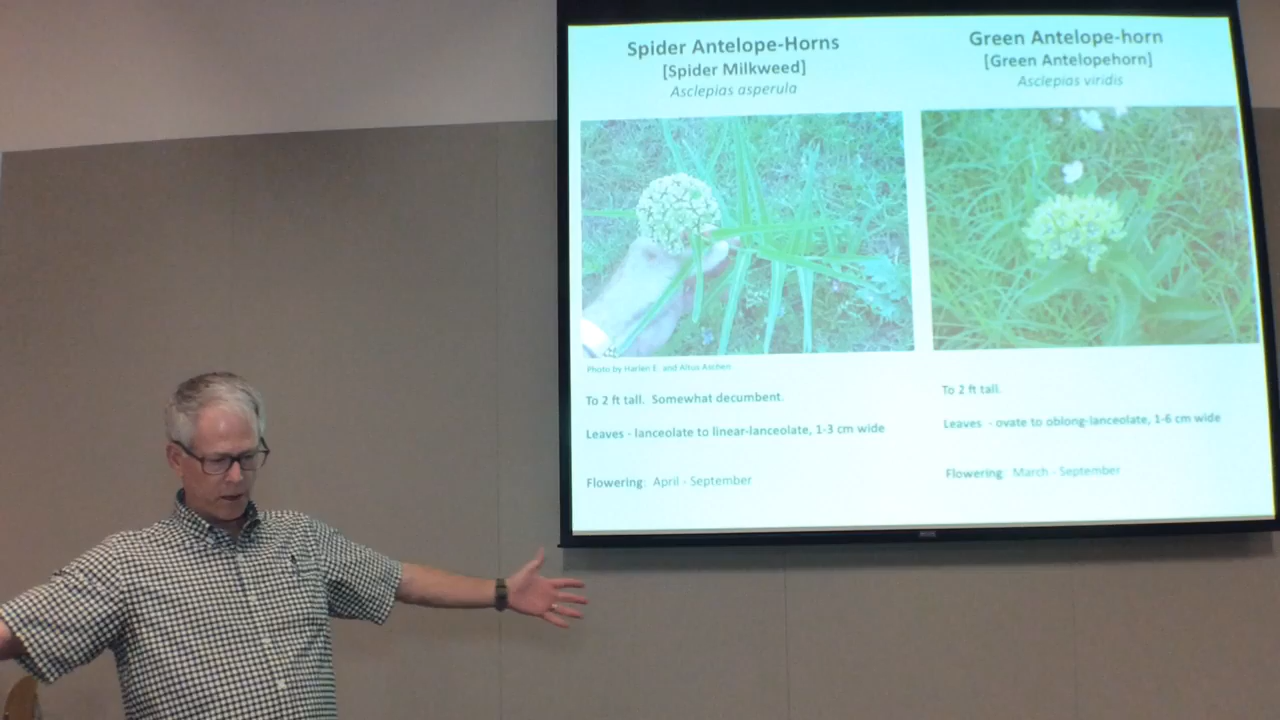 Spider Antelope-Horns
[Spider Milkweed]
Asclepias asperula
Photo by Harlen E. and Altus Aschen
To 2 ft tall. Somewhat decumbent.
Leaves - lanceolate to linear-lanceolate, 1-3 cm wide
Flowering: April - September
Green Antelope-horn
[Green Antelopehorn]
Asclepias viridis
To 2 ft tall.
Leaves - ovate to oblong-lanceolate, 1-6 cm wide
Flowering: March - September